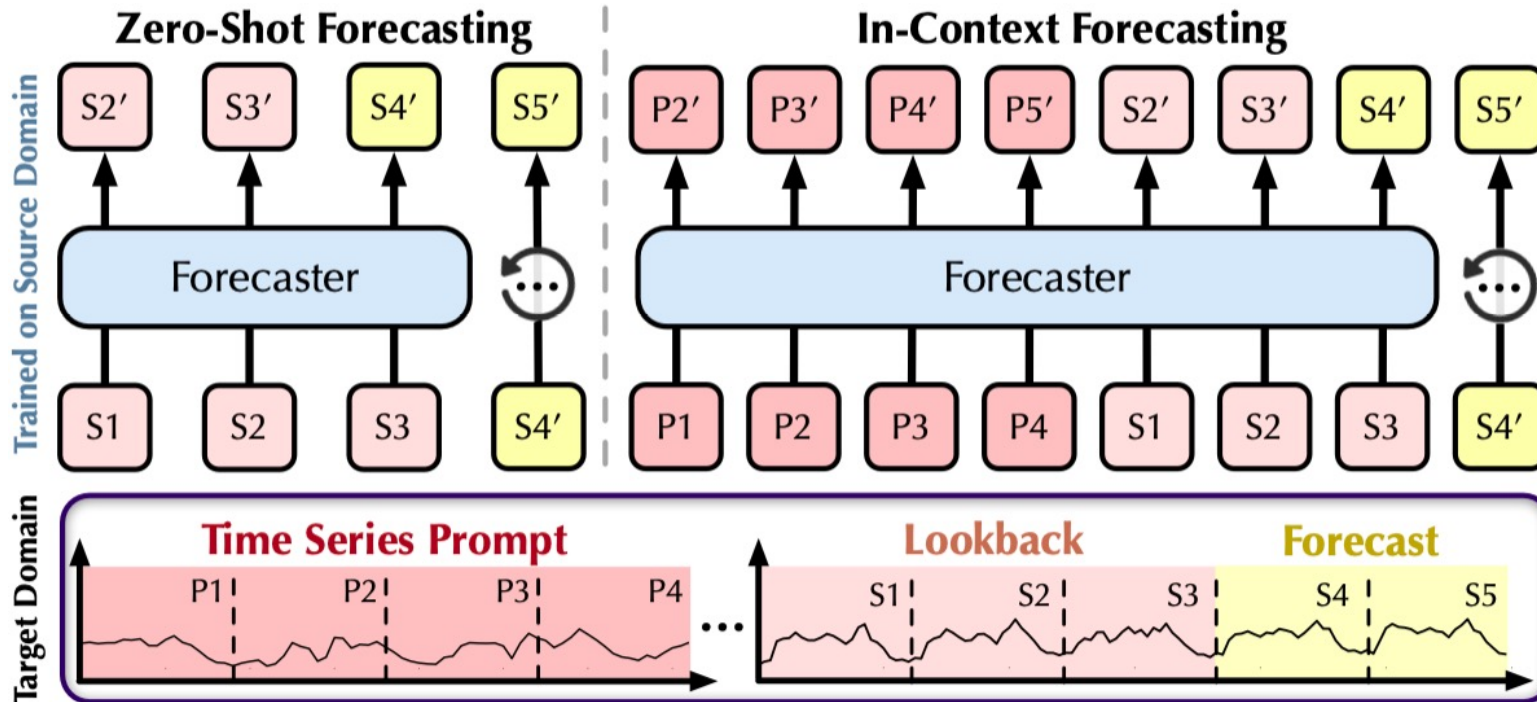 Zero-Shot Forecasting
In-Context Forecasting
Trained on Source Domain
S2′ S3′ S4′ S5′
P2′ P3′ P4′ P5′ S2′ S3′ S4′ S5′
Forecaster
...
Forecaster
...
S1 S2 S3 S4′
P1 P2 P3 P4 S1 S2 S3 S4′
Target Domain
Time Series Prompt
Lookback
Forecast
P1 P2 P3 P4
...
S1 S2 S3 S4 S5